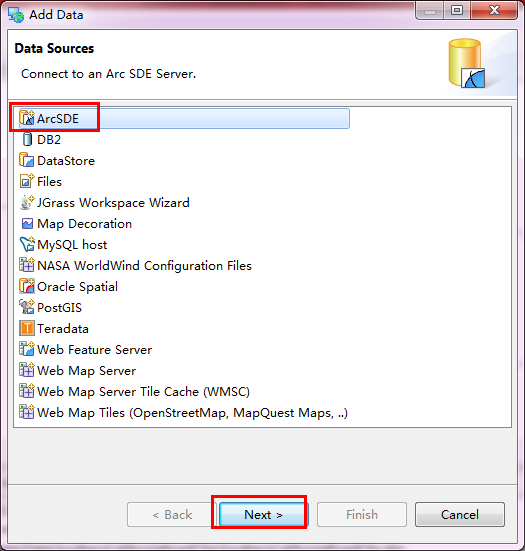 Add Data
Data Sources
Connect to an Arc SDE Server.
ArcSDE
DB2
DataStore
Files
JGrass Workspace Wizard
Map Decoration
MySQL host
NASA WorldWind Configuration Files
Oracle Spatial
PostGIS
Teradata
Web Feature Server
Web Map Server
Web Map Server Tile Cache (WMSC)
Web Map Tiles (OpenStreetMap, MapQuest Maps, ..)
< Back Next > Finish Cancel